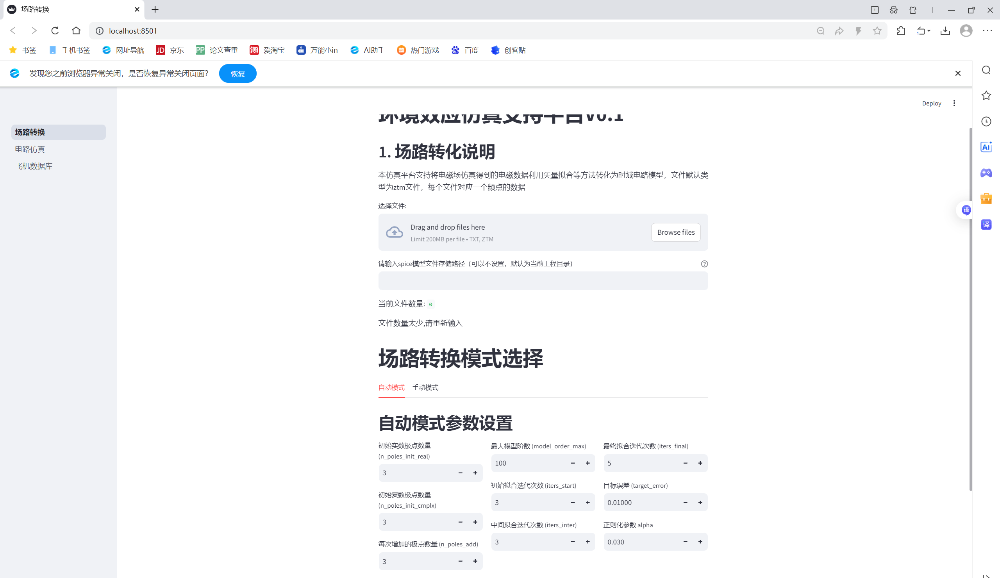 场路转换
localhost:8501
书签
手机书签
网址导航
JD 京东
PP 论文查重
淘 爱淘宝
万能小in
AI助手
热门游戏
百度
创客贴
发现您之前浏览器异常关闭，是否恢复异常关闭页面？
恢复
Deploy
场路转换
电路仿真
飞机数据库
环境效应仿真支持平台V0.1
1. 场路转化说明
本仿真平台支持将电磁场仿真得到的电磁数据利用矢量拟合等方法转化为时域电路模型，文件默认类
型为ztm文件，每个文件对应一个频点的数据
选择文件:
Drag and drop files here
Limit 200MB per file • TXT, ZTM
Browse files
请输入spice模型文件存储路径（可以不设置，默认为当前工程目录）
当前文件数量: 0
文件数量太少,请重新输入
场路转换模式选择
自动模式
手动模式
自动模式参数设置
初始实数极点数量
(n_poles_init_real)
3
初始复数极点数量
(n_poles_init_cmplx)
3
每次增加的极点数量 (n_poles_add)
3
最大模型阶数 (model_order_max)
100
初始拟合迭代次数 (iters_start)
3
中间拟合迭代次数 (iters_inter)
3
最终拟合迭代次数 (iters_final)
5
目标误差 (target_error)
0.01000
正则化参数 alpha
0.030
1
AI
译
译